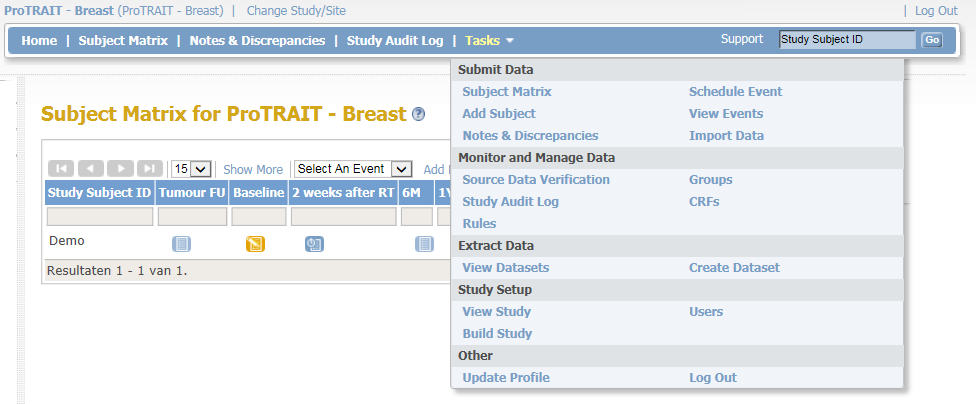 ProTRAIT - Breast (ProTRAIT - Breast) | Change Study/Site | Log Out
Home | Subject Matrix | Notes & Discrepancies | Study Audit Log | Tasks Support Study Subject ID Go
Submit Data
Subject Matrix Schedule Event
Add Subject View Events
Notes & Discrepancies Import Data
Monitor and Manage Data
Source Data Verification Groups
Study Audit Log CRFs
Rules
Extract Data
View Datasets Create Dataset
Study Setup
View Study Users
Build Study
Other
Update Profile Log Out
Subject Matrix for ProTRAIT - Breast ?
15 Show More Select An Event Add
Study Subject ID Tumour FU Baseline 2 weeks after RT 6M
Demo
Resultaten 1 - 1 van 1.